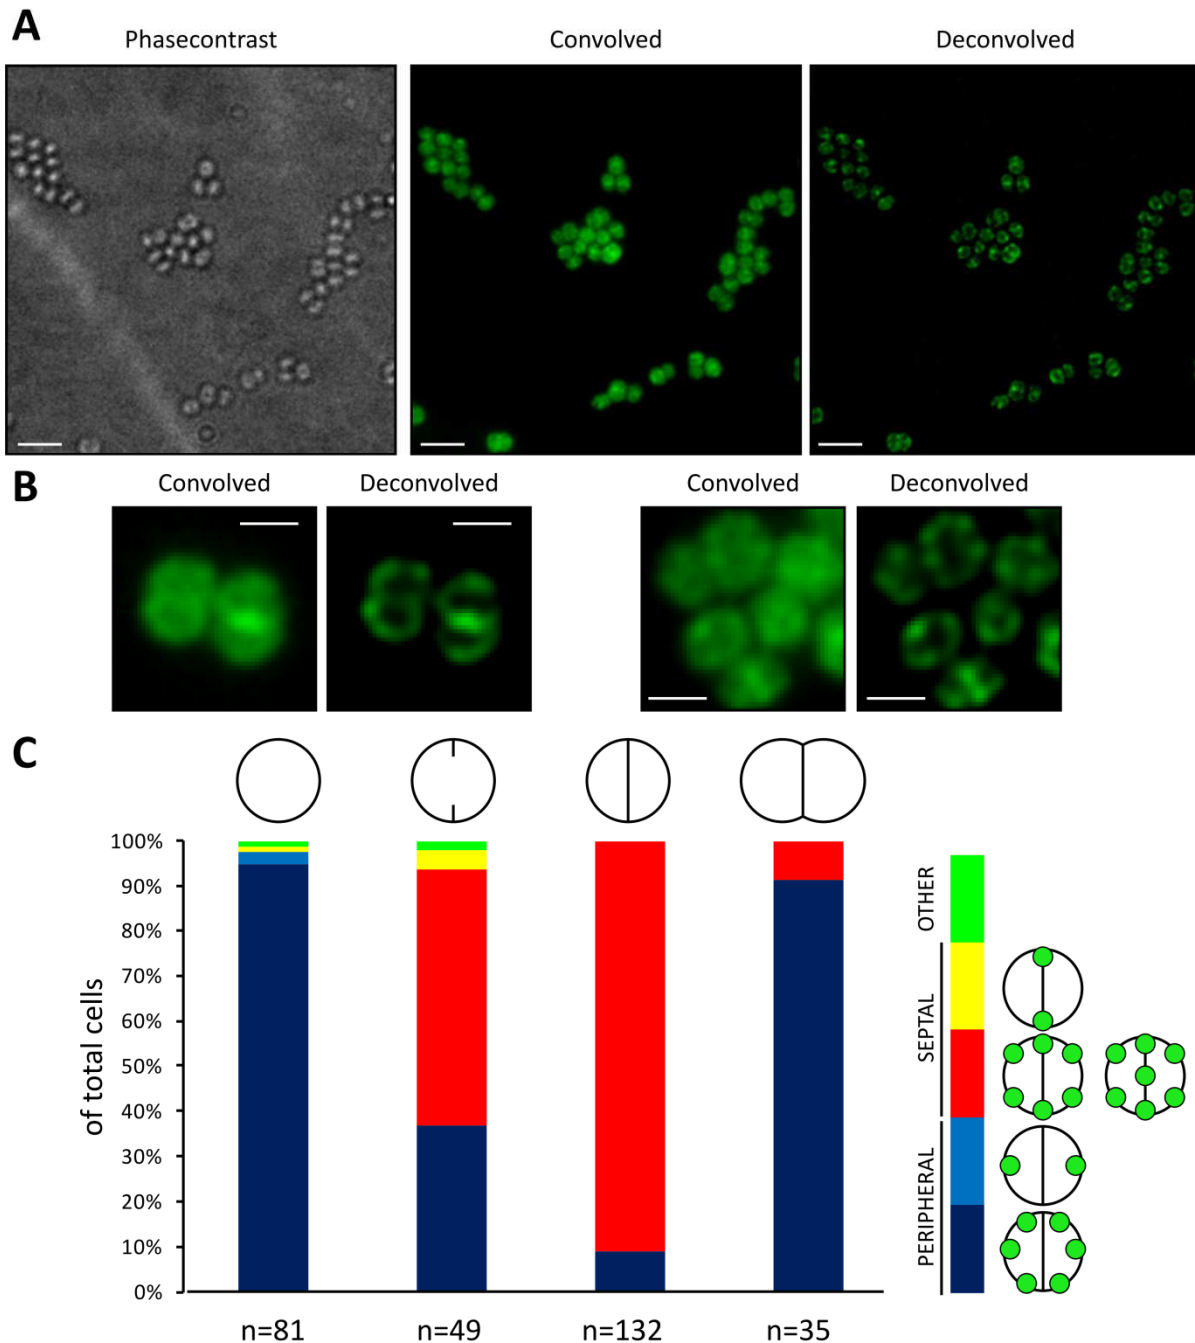 A
Phasecontrast
Convolved
Deconvolved
B
Convolved
Deconvolved
Convolved
Deconvolved
C
100%
90%
80%
70%
60%
50%
40%
30%
20%
10%
0%
of total cells
n=81
n=49
n=132
n=35
OTHER
SEPTAL
PERIPHERAL